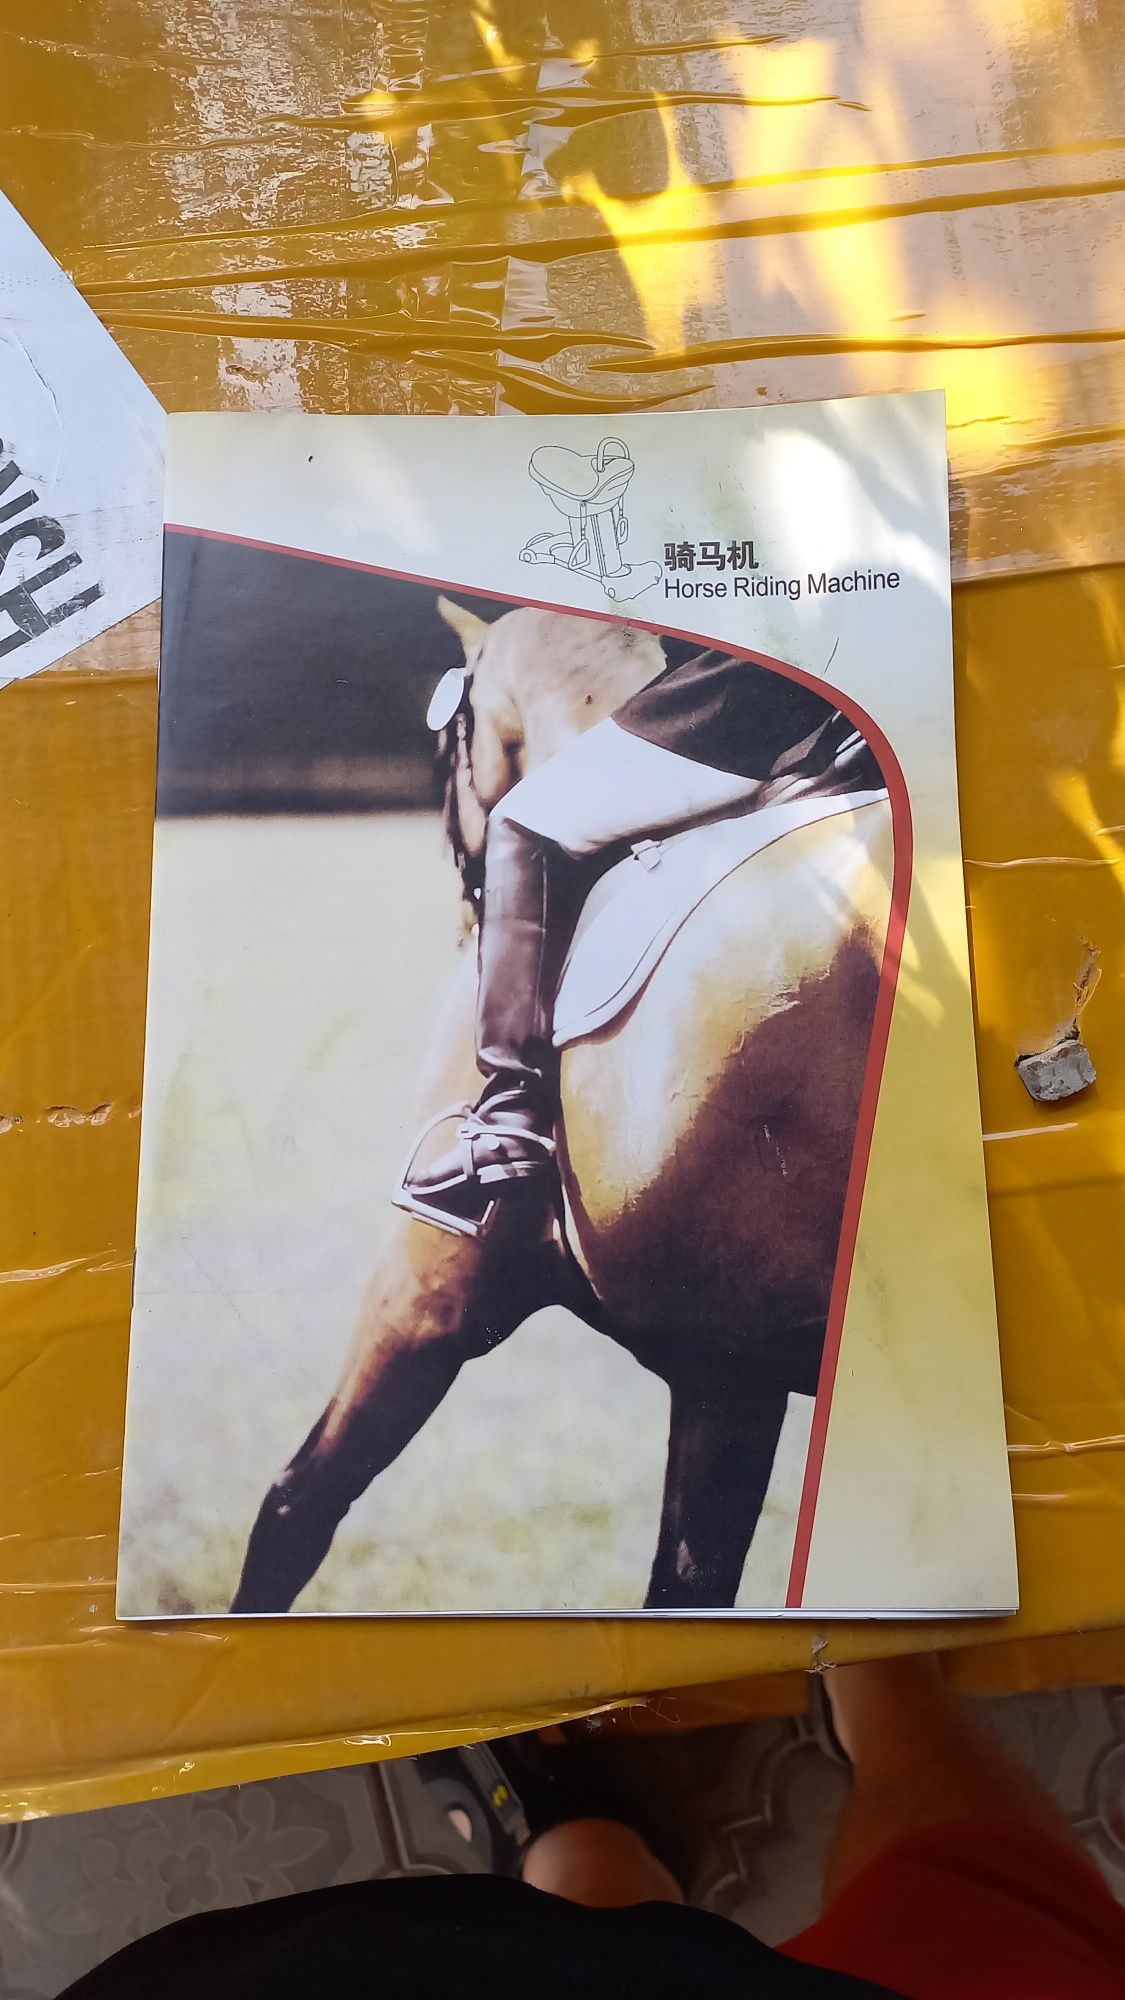 骑马机
Horse Riding Machine